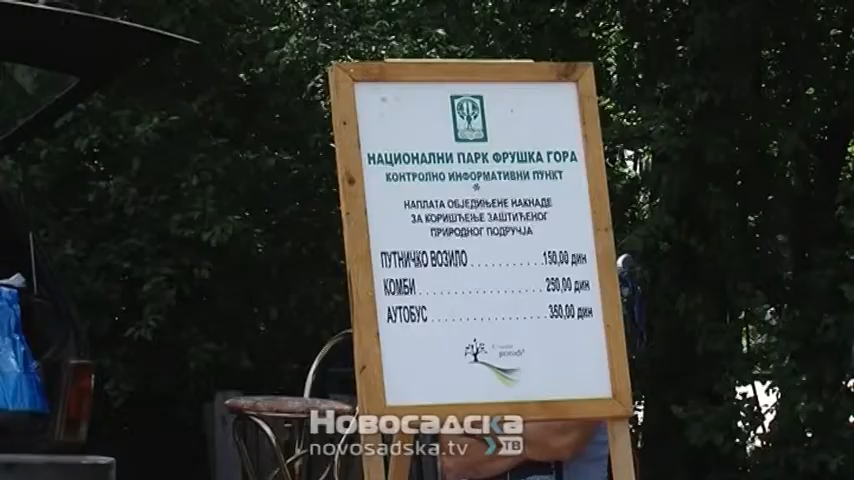 НАЦИОНАЛНИ ПАРК ФРУШКА ГОРА
КОНТРОЛНО ИНФОРМАТИВНИ ПУНКТ
*
НАПЛАТА ОБЈЕДИЊЕНЕ НАКНАДЕ
ЗА КОРИШЋЕЊЕ ЗАШТИЋЕНОГ
ПРИРОДНОГ ПОДРУЧЈА
ПУТНИЧКО ВОЗИЛО..........150,00 дин
КОМБИ....................250,00 дин
АУТОБУС..................350,00 дин
НОВОСАДСКА
novosadska.tv ТВ